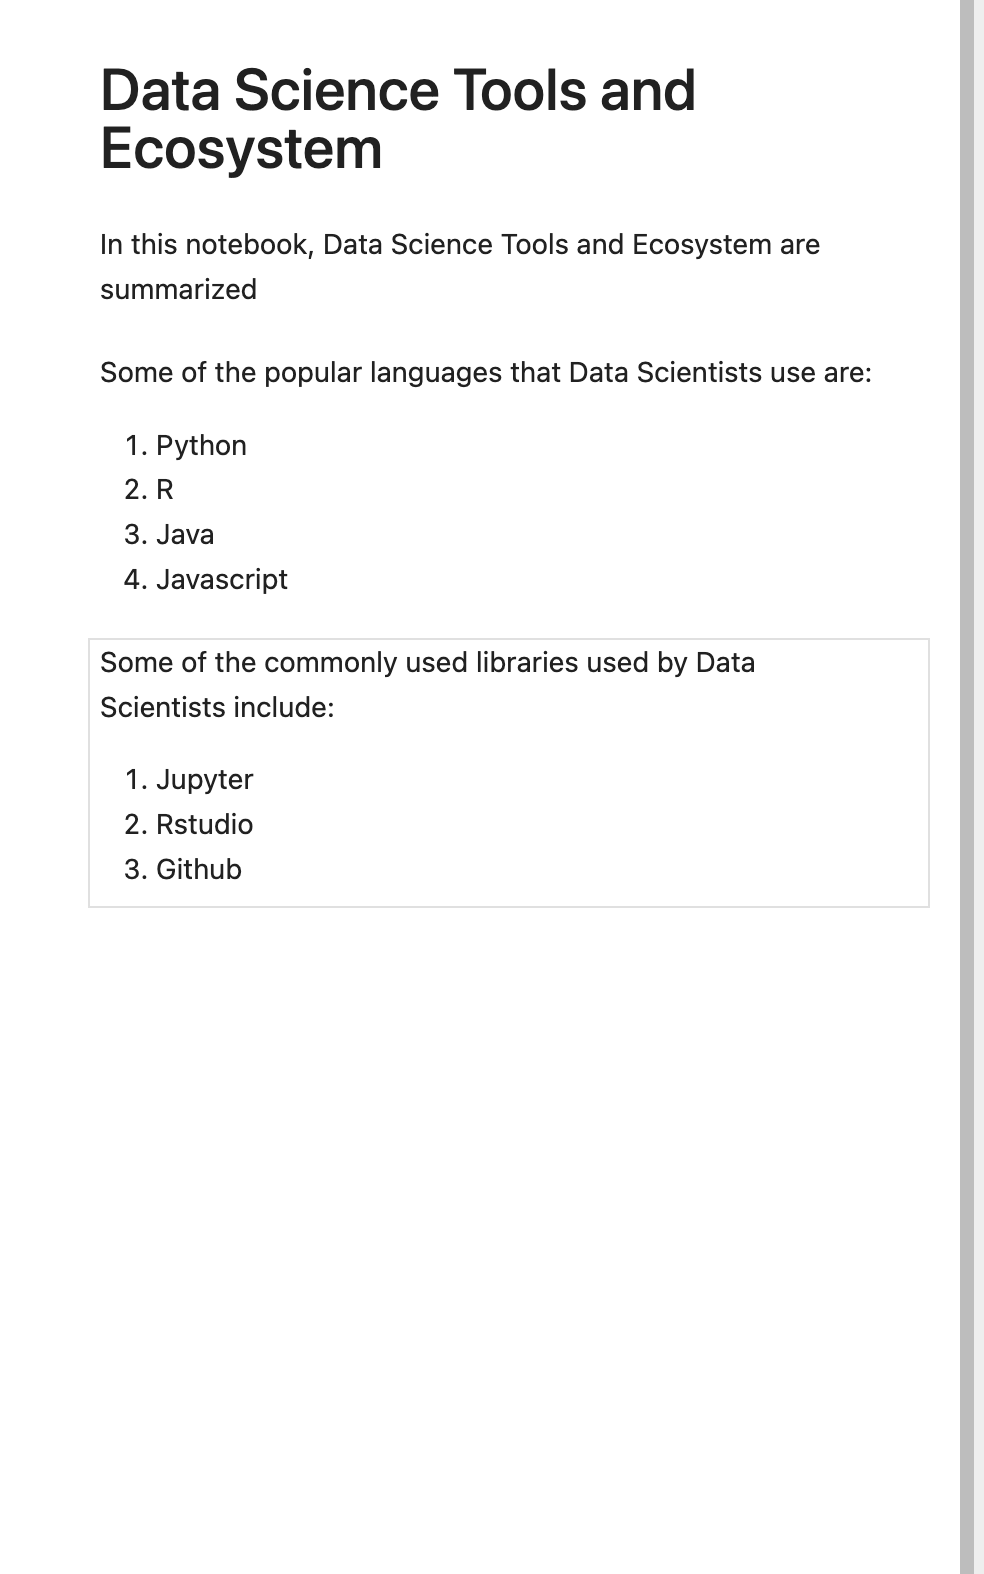 Data Science Tools and
Ecosystem
In this notebook, Data Science Tools and Ecosystem are
summarized
Some of the popular languages that Data Scientists use are:
1. Python
2. R
3. Java
4. Javascript
Some of the commonly used libraries used by Data
Scientists include:
1. Jupyter
2. Rstudio
3. Github